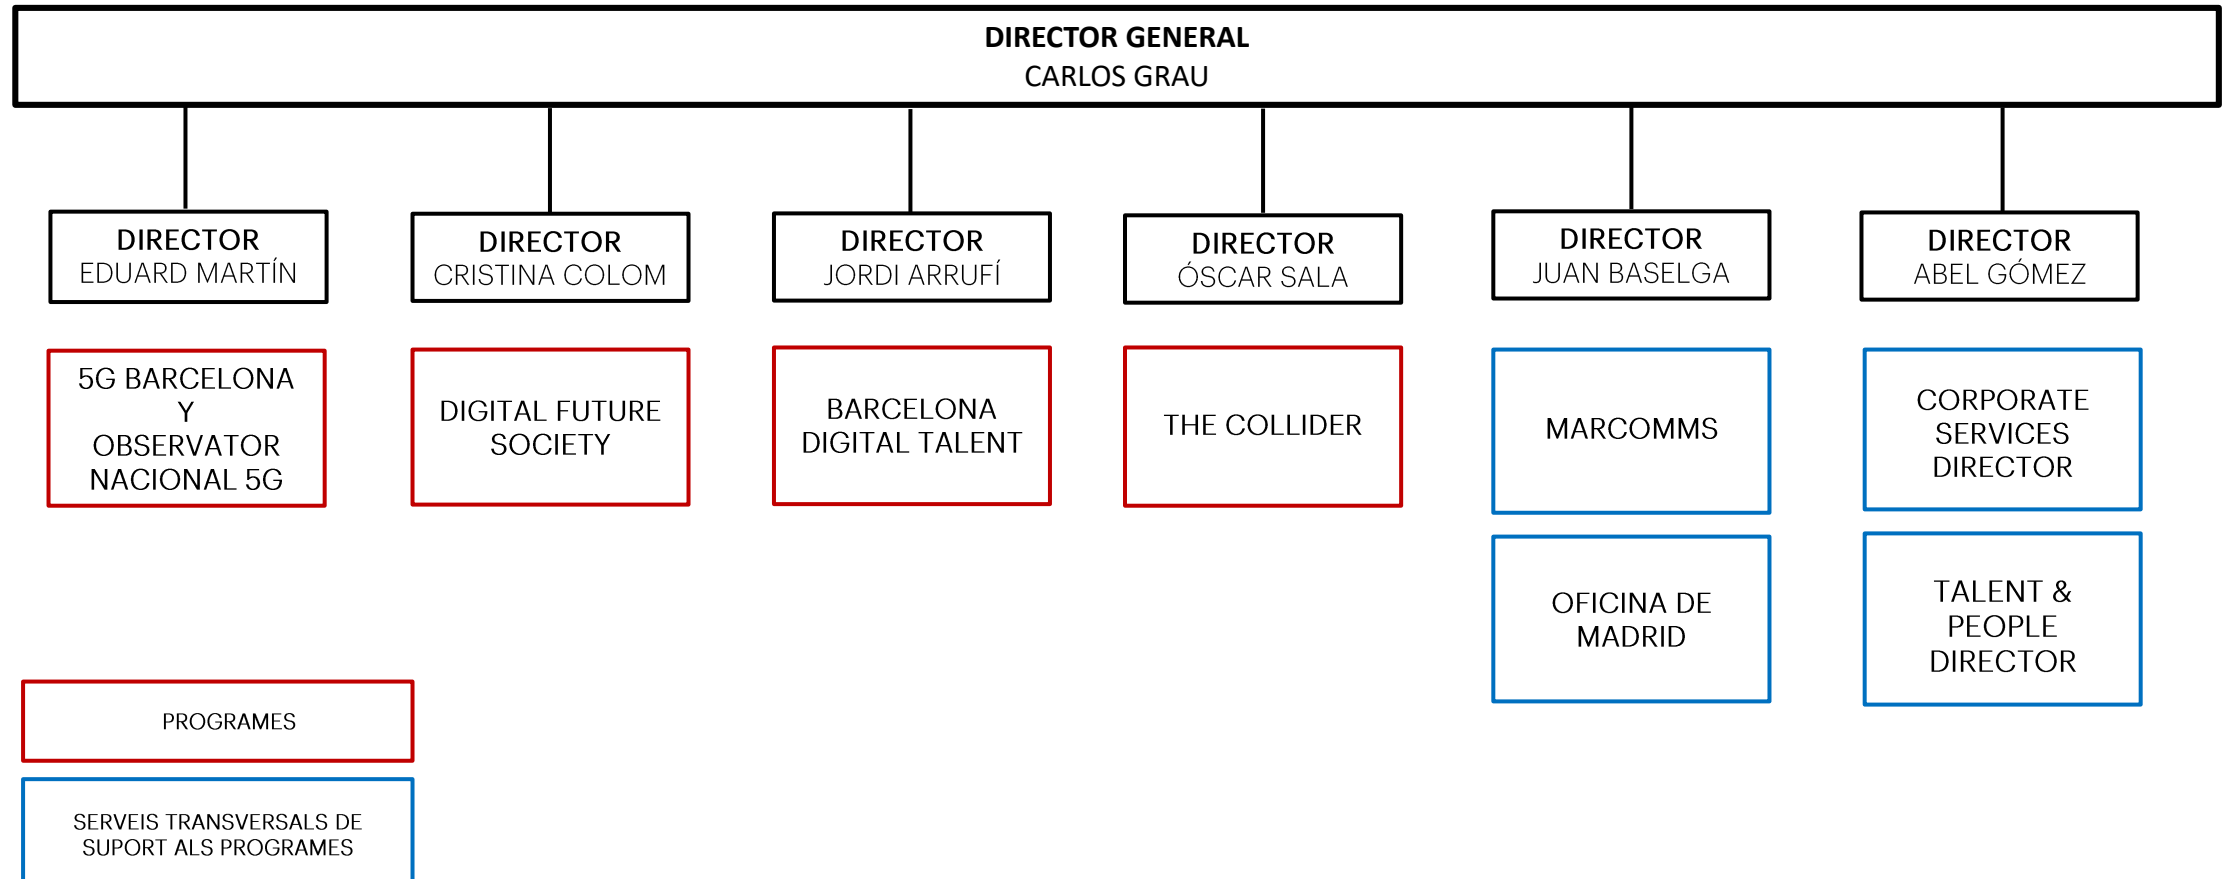 DIRECTOR GENERAL
CARLOS GRAU
DIRECTOR
EDUARD MARTÍN
DIRECTOR
CRISTINA COLOM
DIRECTOR
JORDI ARRUFÍ
DIRECTOR
ÓSCAR SALA
DIRECTOR
JUAN BASELGA
DIRECTOR
ABEL GÓMEZ
5G BARCELONA
Y
OBSERVATOR
NACIONAL 5G
DIGITAL FUTURE
SOCIETY
BARCELONA
DIGITAL TALENT
THE COLLIDER
MARCOMMS
CORPORATE
SERVICES
DIRECTOR
OFICINA DE
MADRID
TALENT &
PEOPLE
DIRECTOR
PROGRAMES
SERVEIS TRANSVERSALS DE
SUPORT ALS PROGRAMES